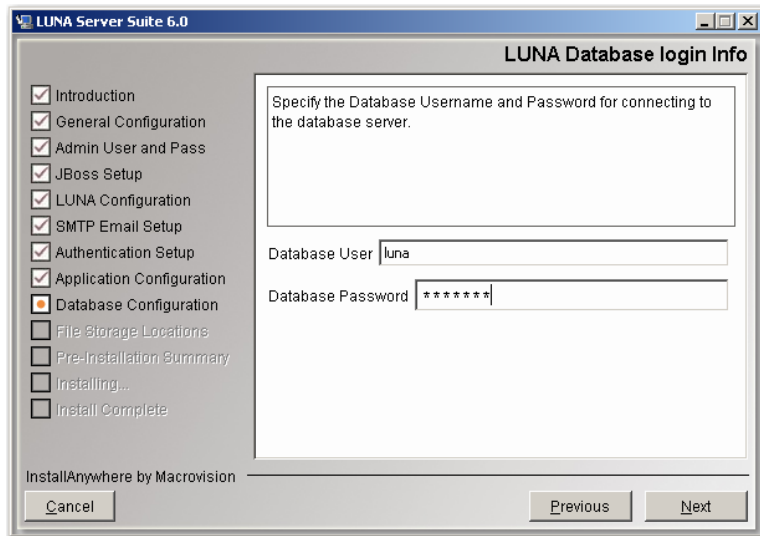 LUNA Server Suite 6.0
LUNA Database login Info
Introduction
General Configuration
Admin User and Pass
JBoss Setup
LUNA Configuration
SMTP Email Setup
Authentication Setup
Application Configuration
Database Configuration
File Storage Locations
Pre-Installation Summary
Installing...
Install Complete
Specify the Database Username and Password for connecting to
the database server.
Database User luna
Database Password *******
InstallAnywhere by Macrovision
Cancel
Previous
Next